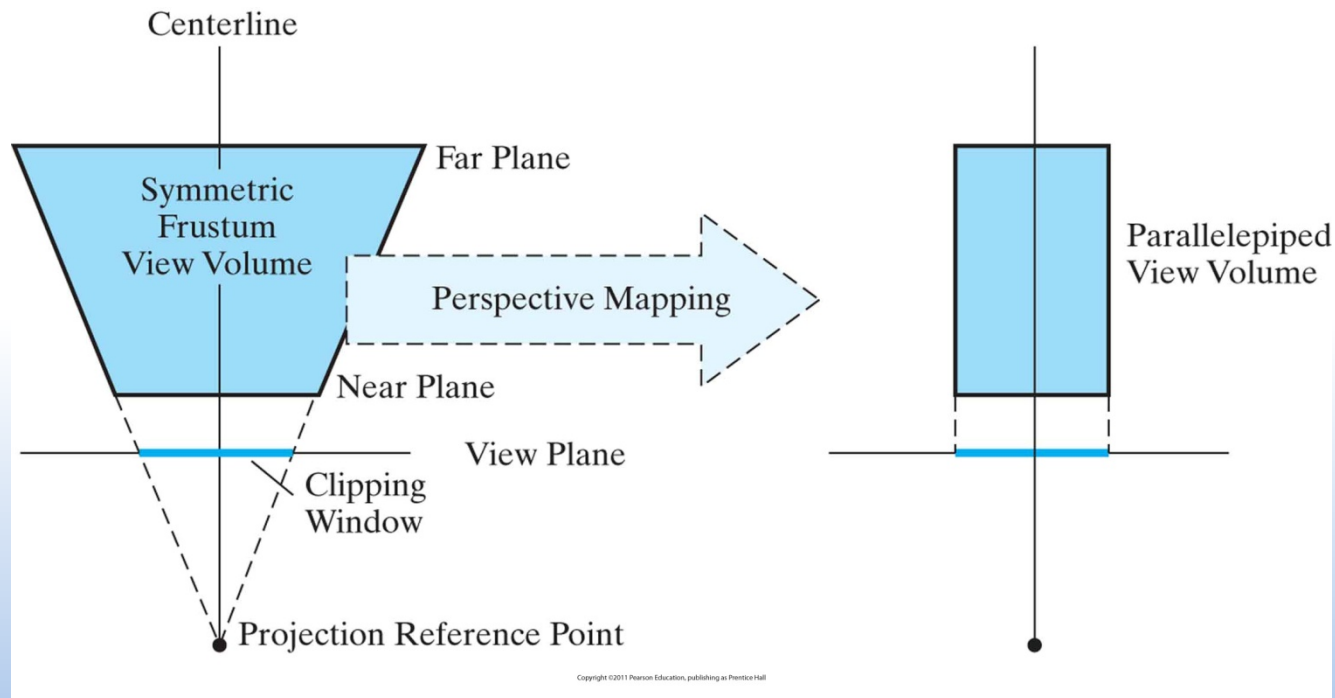 Centerline
Far Plane
Symmetric
Frustum
View Volume
Perspective Mapping
Parallelepiped
View Volume
Near Plane
View Plane
Clipping
Window
Projection Reference Point
Copyright ©2011 Pearson Education, publishing as Prentice Hall